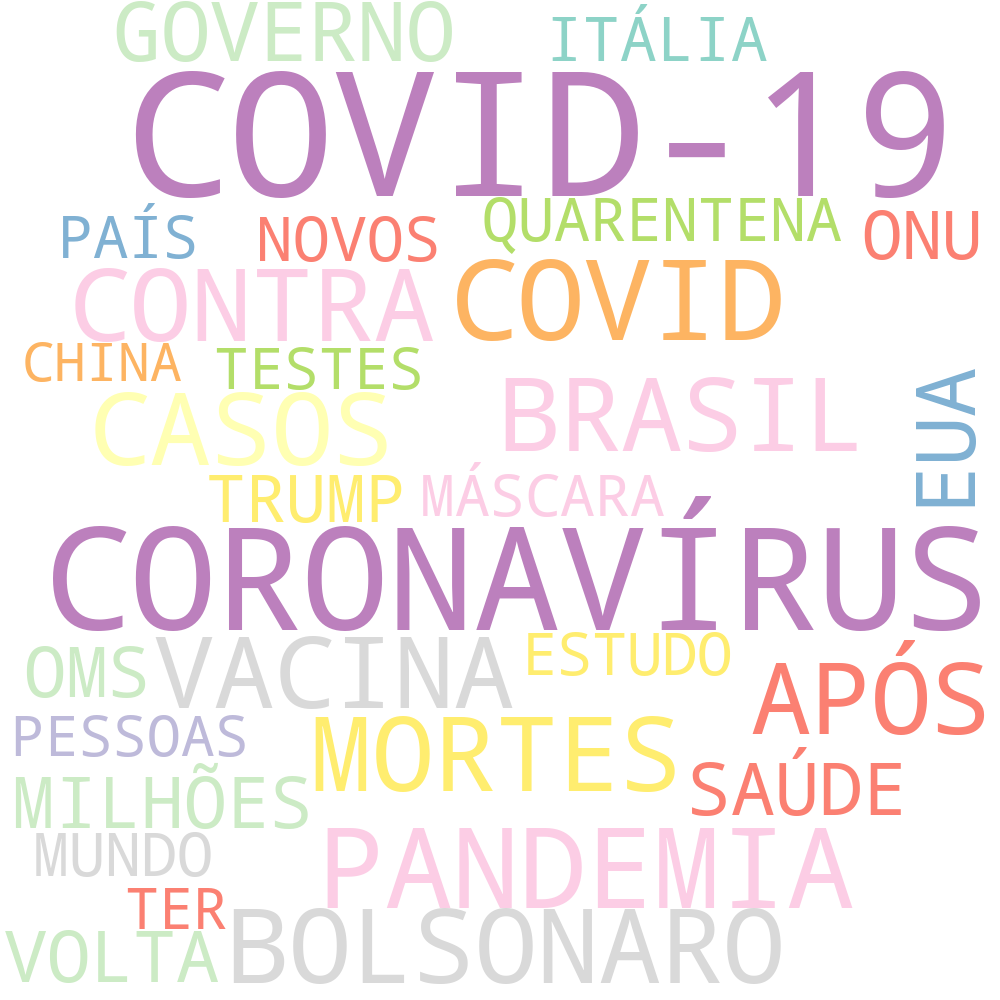 GOVERNO ITÁLIA
COVID-19
PAÍS NOVOS QUARENTENA ONU
CONTRA COVID
CHINA TESTES
CASOS BRASIL EUA
TRUMP MÁSCARA
CORONAVÍRUS
OMS VACINA ESTUDO APÓS
PESSOAS MORTES
MILHÕES SAÚDE
MUNDO PANDEMIA
TER
VOLTA BOLSONARO